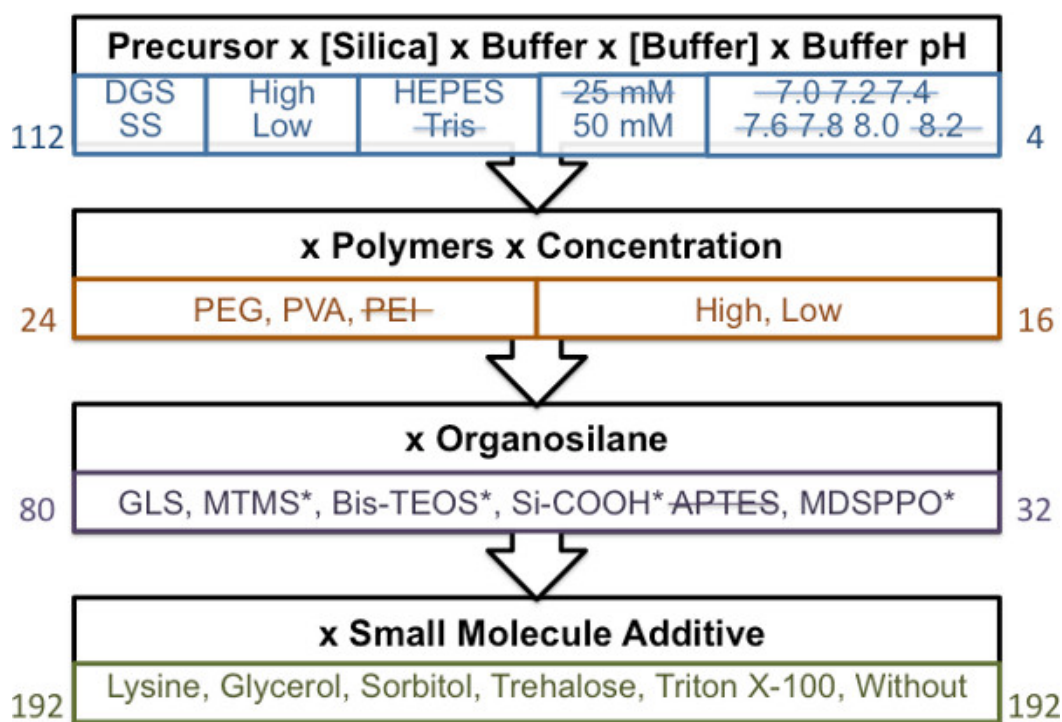 Precursor x [Silica] x Buffer x [Buffer] x Buffer pH
DGS High HEPES 25 mM 7.0 7.2 7.4
SS Low Tris 50 mM 7.6 7.8 8.0 8.2
112 4
x Polymers x Concentration
24 PEG, PVA, PEI High, Low 16
x Organosilane
80 GLS, MTMS*, Bis-TEOS*, Si-COOH* APTES, MDSPPO* 32
x Small Molecule Additive
192 Lysine, Glycerol, Sorbitol, Trehalose, Triton X-100, Without 192